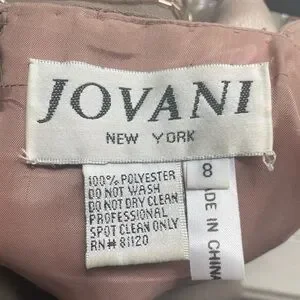 JOVANI
NEW YORK
8
100% POLYESTER
DO NOT WASH
DO NOT DRY CLEAN
PROFESSIONAL
SPOT CLEAN ONLY
RN# 81120
MADE IN CHINA